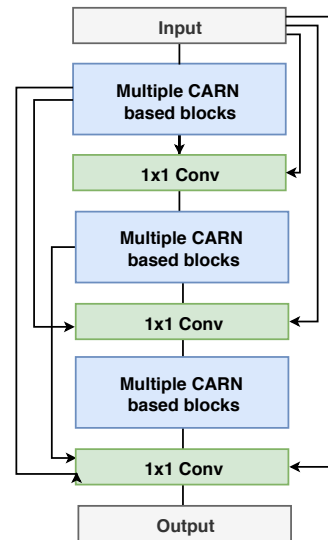 Input
Multiple CARN
based blocks
1x1 Conv
Multiple CARN
based blocks
1x1 Conv
Multiple CARN
based blocks
1x1 Conv
Output